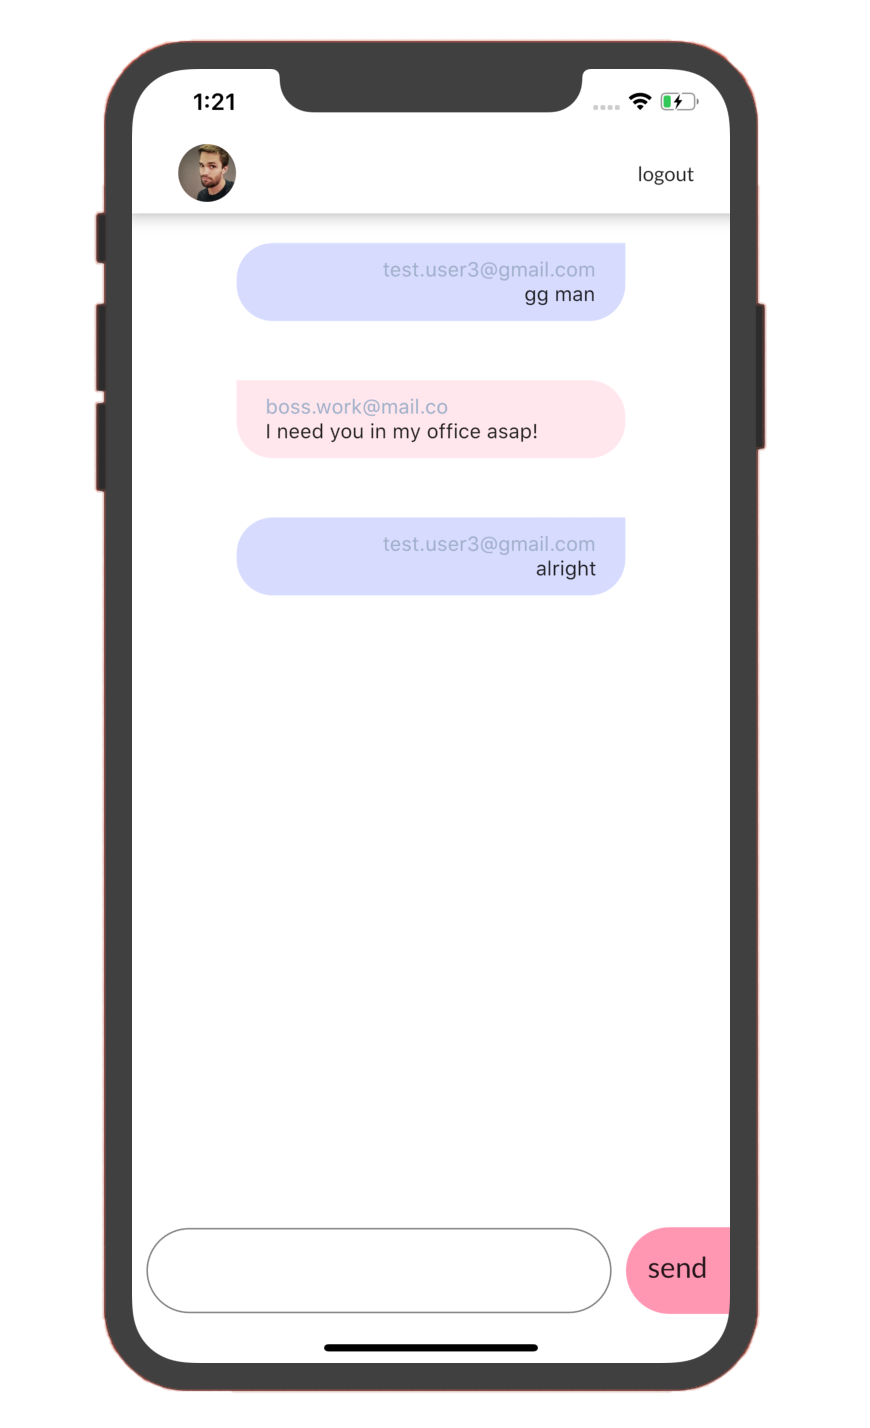 1:21
logout
test.user3@gmail.com
gg man
boss.work@mail.co
I need you in my office asap!
test.user3@gmail.com
alright
send